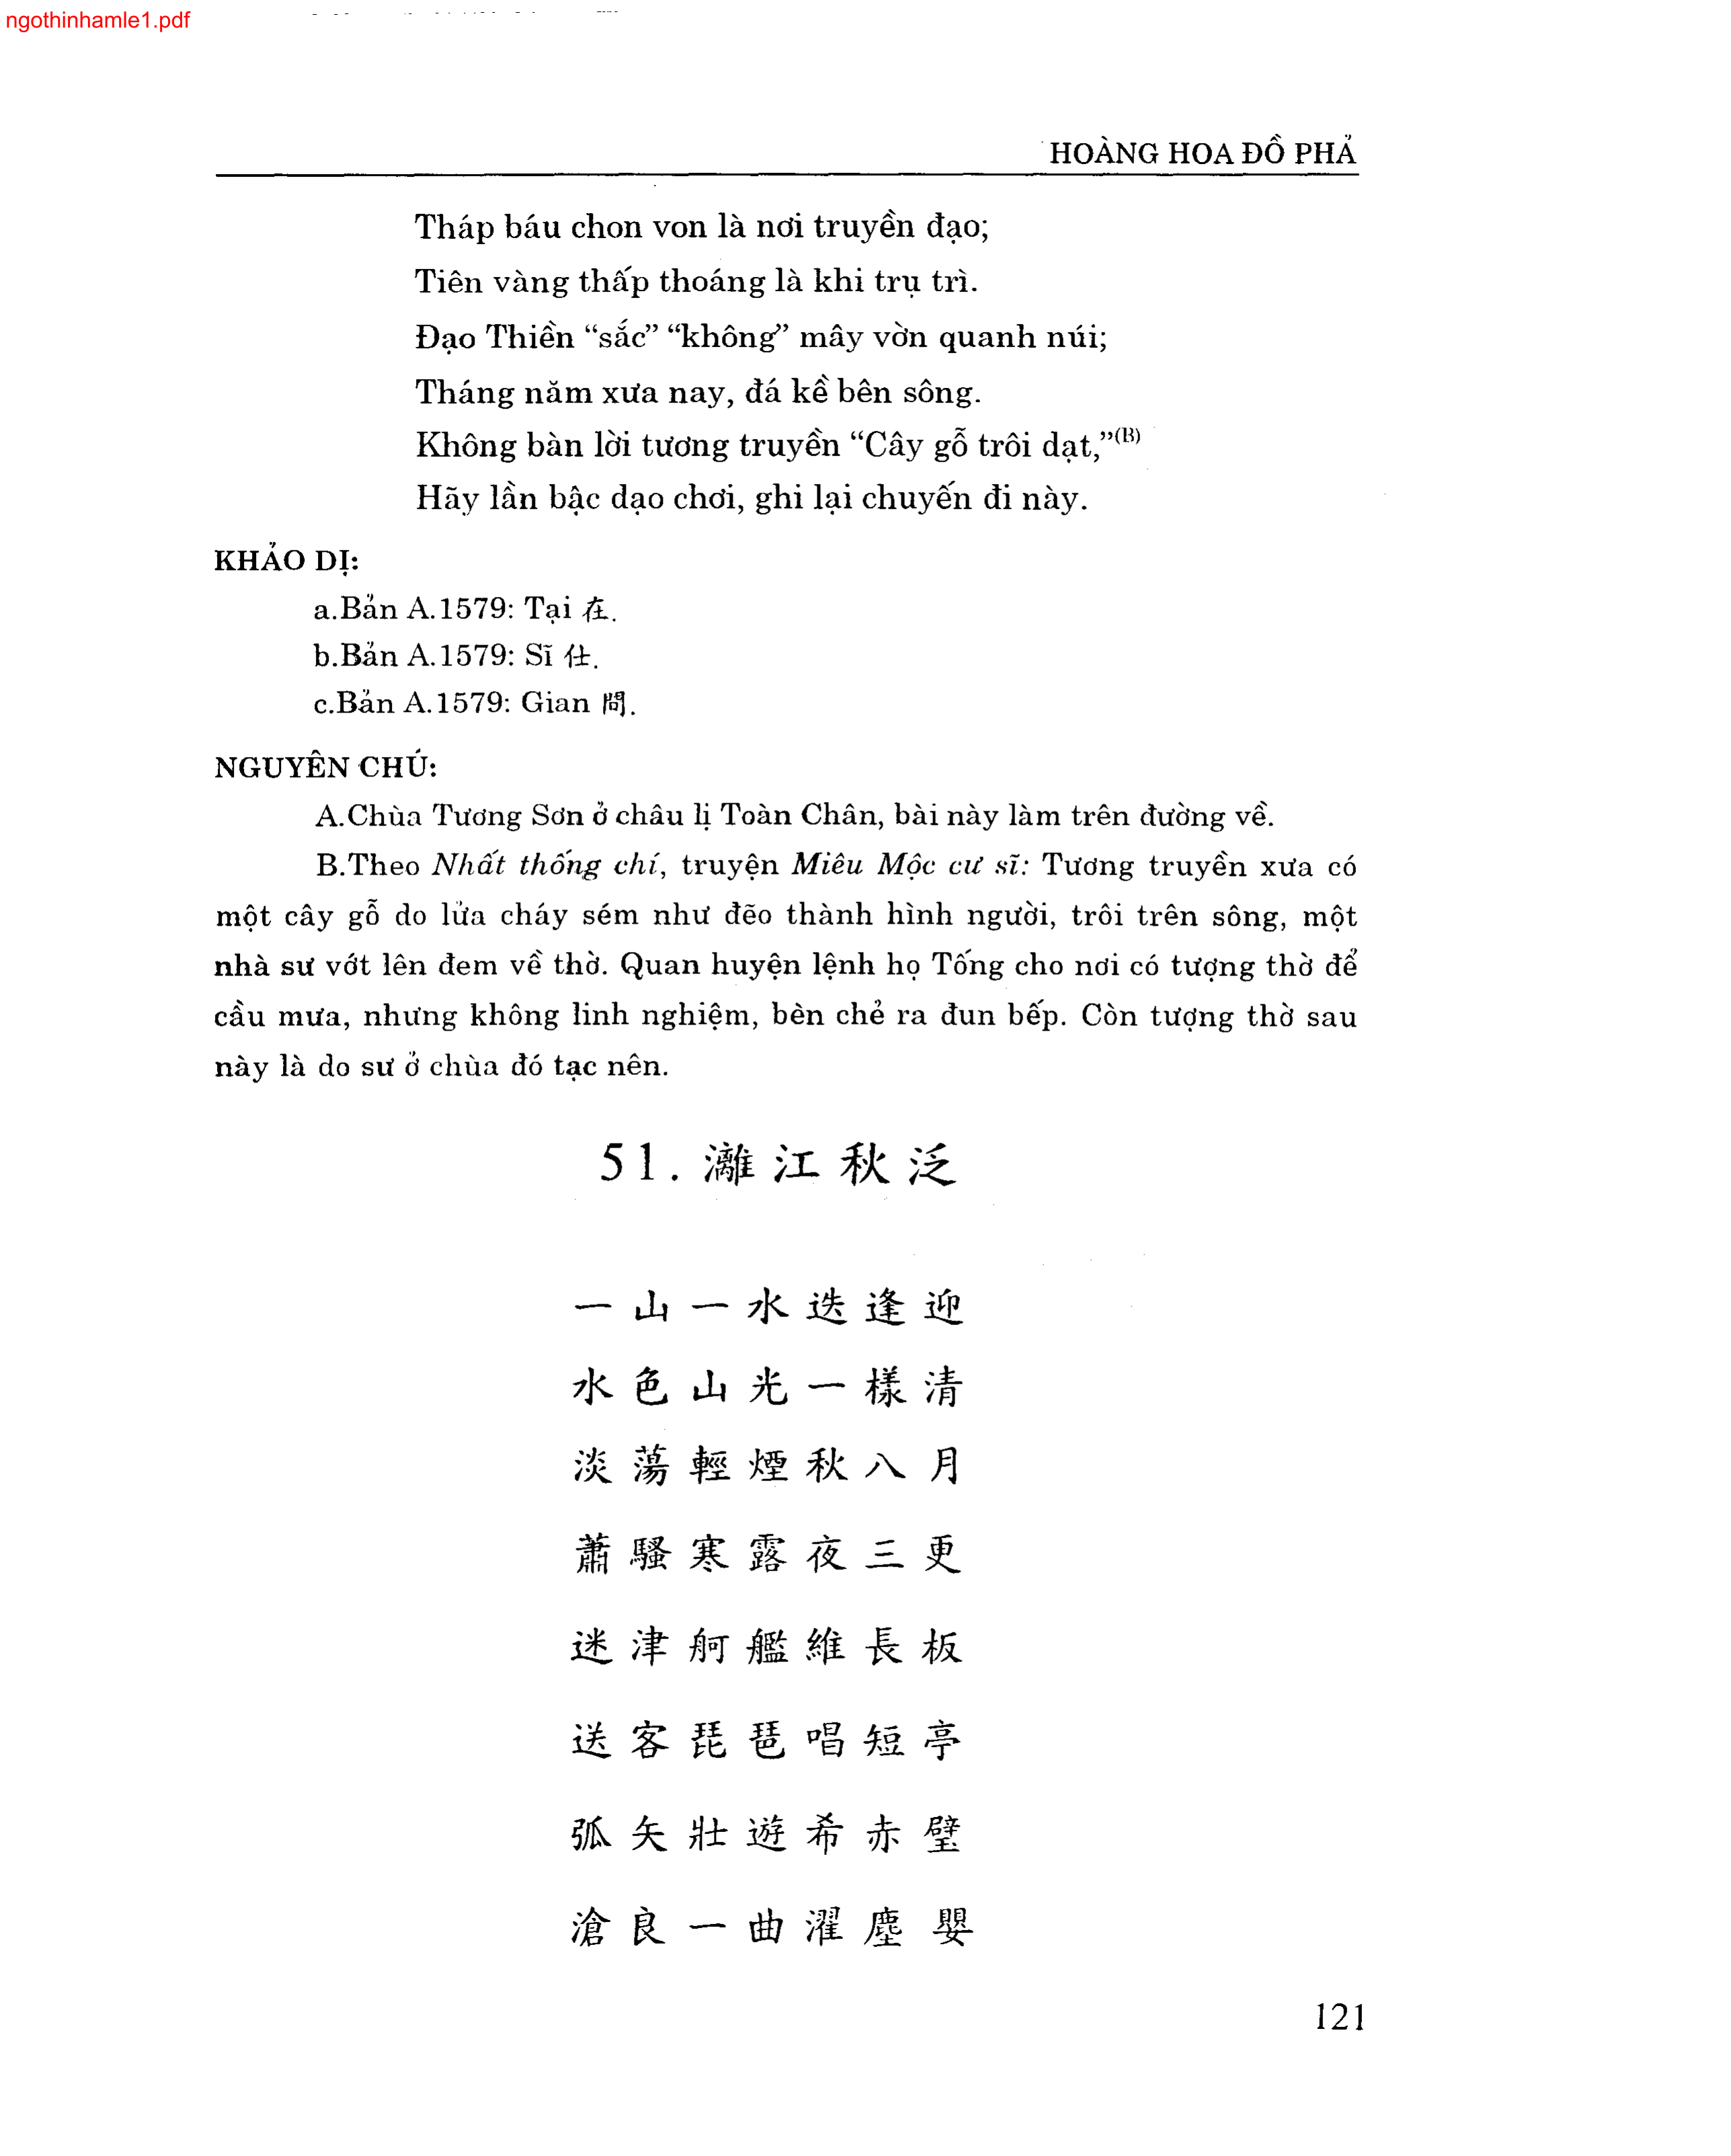 ngothinhamle1.pdf
HOÀNG HOA ĐỒ PHẢ
Tháp báu chon von là nơi truyền đạo;
Tiên vàng thấp thoáng là khi trụ trì.
Đạo Thiền “sắc” “không” mây vờn quanh núi;
Tháng năm xưa nay, đá kề bên sông.
Không bàn lời tương truyền “Cây gỗ trôi dạt,”(B)
Hãy lần bậc dạo chơi, ghi lại chuyến đi này.
KHẢO DỊ:
a.Bản A.1579: Tại 在.
b.Bản A.1579: Sĩ 仕.
c.Bản A.1579: Gian 間.
NGUYÊN CHÚ:
A.Chùa Tương Sơn ở châu lị Toàn Chân, bài này làm trên đường về.
B.Theo Nhất thống chí, truyện Miêu Mộc cư sĩ: Tương truyền xưa có
một cây gỗ do lửa cháy sém như đẽo thành hình người, trôi trên sông, một
nhà sư vớt lên đem về thờ. Quan huyện lệnh họ Tống cho nơi có tượng thờ để
cầu mưa, nhưng không linh nghiệm, bèn chẻ ra đun bếp. Còn tượng thờ sau
này là do sư ở chùa đó tạc nên.
51. 灕江秋泛
一山一水迭逢迎
水色山光一樣清
淡蕩輕煙秋八月
蕭騷寒露夜三更
迷津舸艦維長板
送客琵琶唱短亭
弧矢壯遊希赤壁
滄良一曲濯塵嬰
121